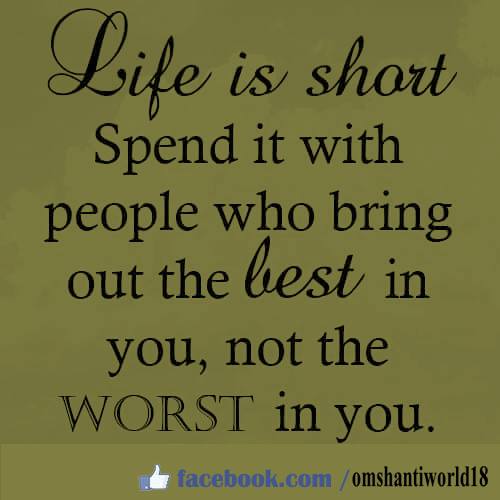 Life is short
Spend it with
people who bring
out the best in
you, not the
WORST in you.
facebook.com /omshantiworld18